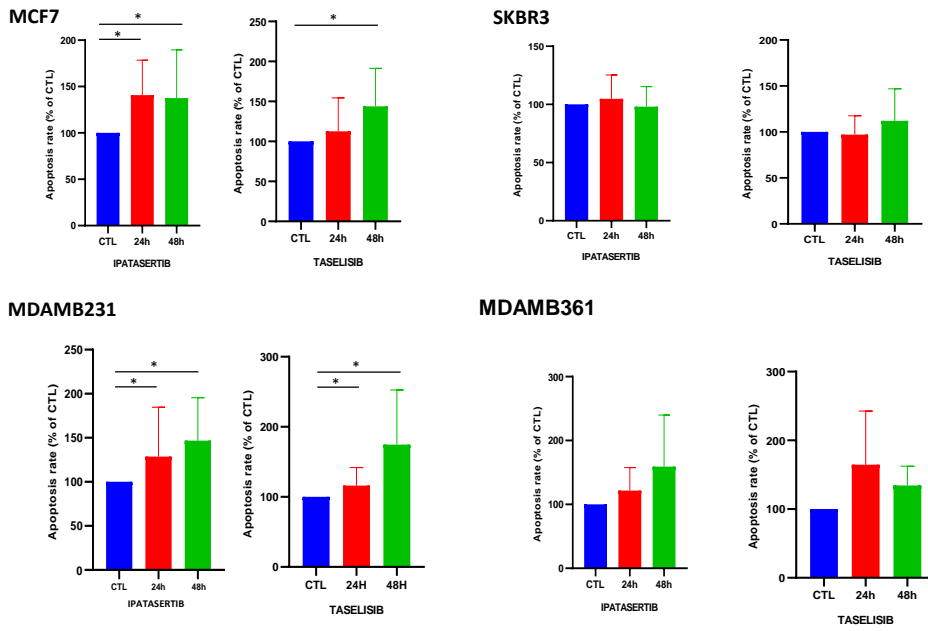 MCF7
* 
*
Apoptosis rate (% of CTL)
200
150
100
50
0
CTL 24h 48h
IPATASERTIB
*
Apoptosis rate (% of CTL)
250
200
150
100
50
0
CTL 24h 48h
TASELISIB
SKBR3
Apoptosis rate (% of CTL)
150
100
50
0
CTL 24h 48h
IPATASERTIB
Apoptosis rate (% of CTL)
200
150
100
50
0
CTL 24h 48h
TASELISIB
MDAMB231
*
*
Apoptosis rate (% of CTL)
250
200
150
100
50
0
CTL 24h 48h
IPATASERTIB
*
*
Apoptosis rate (% of CTL)
300
200
100
0
CTL 24H 48H
TASELISIB
MDAMB361
Apoptosis rate (% of CTL)
300
200
150
100
50
0
CTL 24h 48h
IPATASERTIB
Apoptosis rate (% of CTL)
300
200
100
0
CTL 24h 48h
TASELISIB